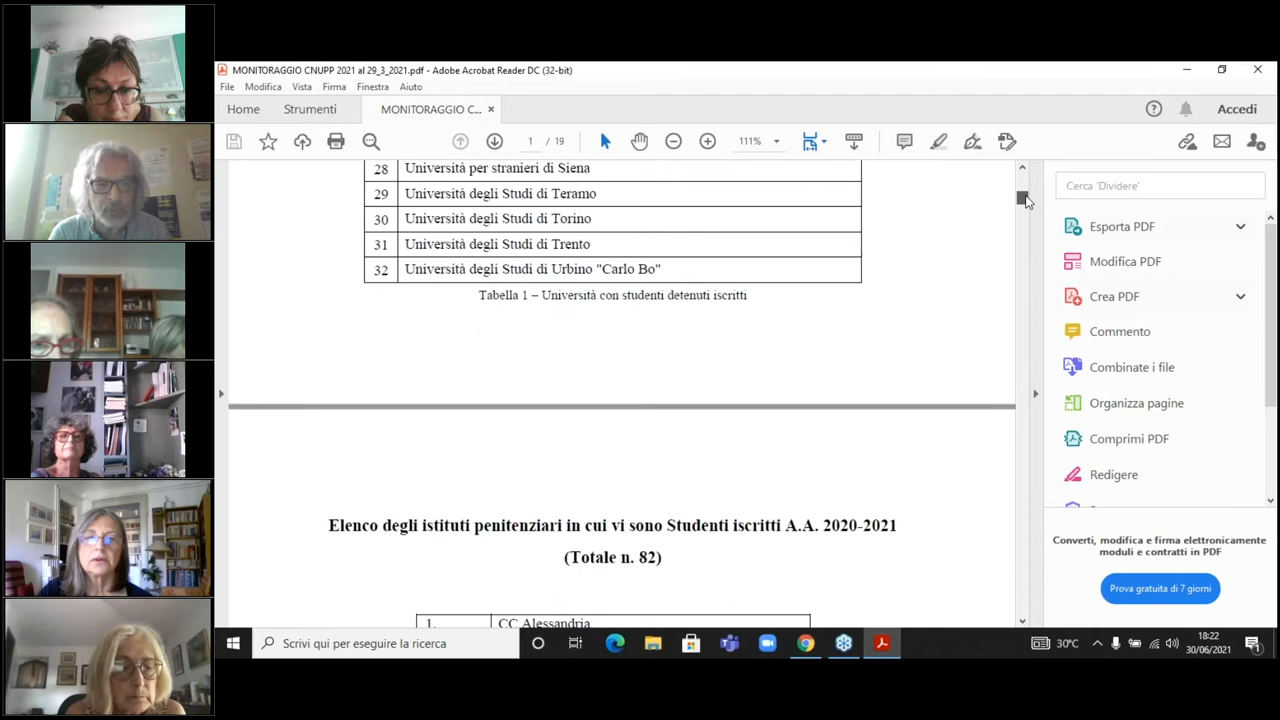 MONITORAGGIO CNUPP 2021 al 29_3_2021.pdf - Adobe Acrobat Reader DC (32-bit)
File Modifica Vista Firma Finestra Aiuto
Home Strumenti MONITORAGGIO C... Accedi
1 / 19 111%
28 Università per stranieri di Siena
29 Università degli Studi di Teramo
30 Università degli Studi di Torino
31 Università degli Studi di Trento
32 Università degli Studi di Urbino "Carlo Bo"
Tabella 1 – Università con studenti detenuti iscritti
Elenco degli istituti penitenziari in cui vi sono Studenti iscritti A.A. 2020-2021
(Totale n. 82)
1. CC Alessandria
Cerca 'Dividere'
Esporta PDF
Modifica PDF
Crea PDF
Commento
Combinate i file
Organizza pagine
Comprimi PDF
Redigere
Converti, modifica e firma elettronicamente
moduli e contratti in PDF
Prova gratuita di 7 giorni
Scrivi qui per eseguire la ricerca
30°C
18:22
30/06/2021